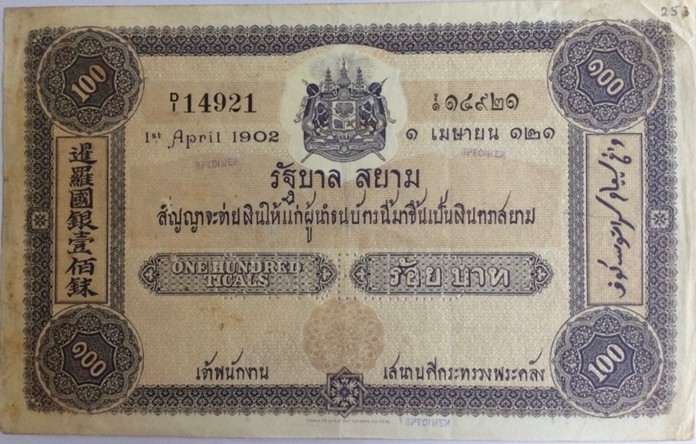 253
100
๑๐๐
D/1 14921
ว/๑ ๑๔๙๒๑
1st April 1902
๑ เมษายน ๑๒๑
SPECIMEN
SPECIMEN
รัฐบาล สยาม
สัญญาจะจ่ายเงินให้แก่ผู้นำธนบัตรนี้มาขึ้นเป็นเงินตราสยาม
ONE HUNDRED
TICALS
ร้อย บาท
暹羅國銀壹佰銖
เจ้าพนักงาน
เสนาบดีกระทรวงพระคลัง
๑๐๐
100
SPECIMEN